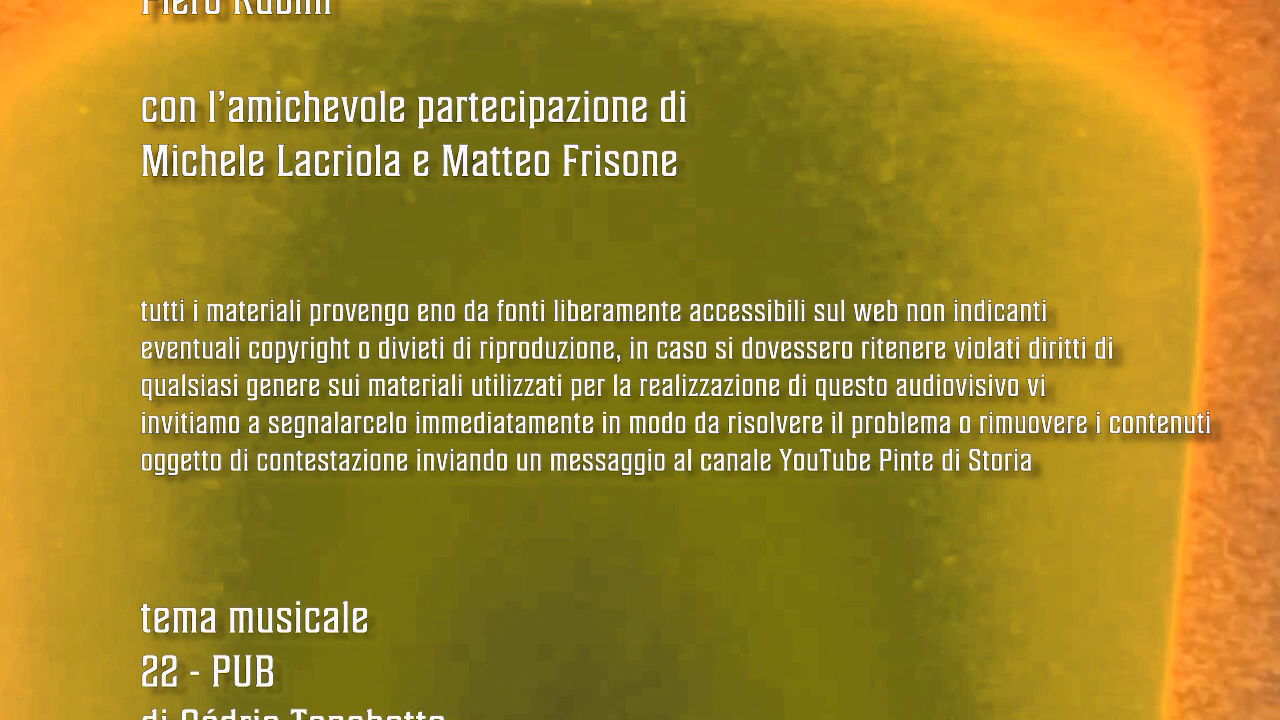 con l'amichevole partecipazione di
Michele Lacriola e Matteo Frisone
tutti i materiali provengo eno da fonti liberamente accessibili sul web non indicanti
eventuali copyright o divieti di riproduzione, in caso si dovessero ritenere violati diritti di
qualsiasi genere sui materiali utilizzati per la realizzazione di questo audiovisivo vi
invitiamo a segnalarcelo immediatamente in modo da risolvere il problema o rimuovere i contenuti
oggetto di contestazione inviando un messaggio al canale YouTube Pinte di Storia
tema musicale
22 - PUB
di